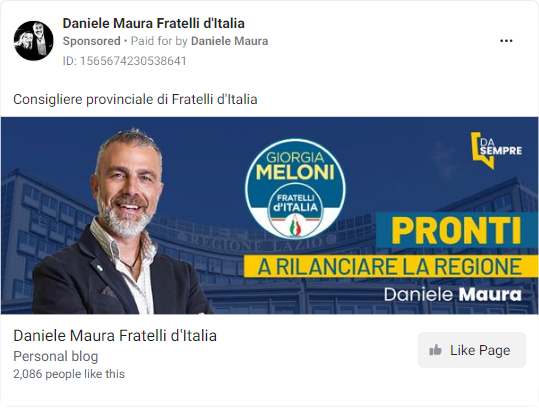 Daniele Maura Fratelli d'Italia
Sponsored • Paid for by Daniele Maura
ID: 1565674230538641
Consigliere provinciale di Fratelli d'Italia
DA
SEMPRE
GIORGIA
MELONI
FRATELLI
d'ITALIA
REGIONE LAZIO
PRONTI
A RILANCIARE LA REGIONE
Daniele Maura
Daniele Maura Fratelli d'Italia
Personal blog
2,086 people like this
Like Page